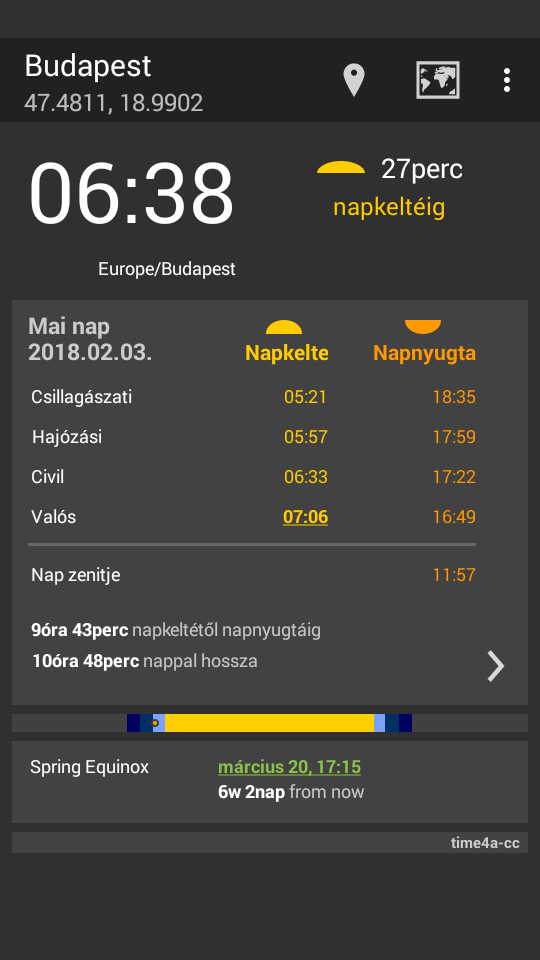 Budapest
47.4811, 18.9902
06:38
27perc
napkeltéig
Europe/Budapest
Mai nap
2018.02.03.
Napkelte
Napnyugta
Csillagászati 05:21 18:35
Hajózási 05:57 17:59
Civil 06:33 17:22
Valós 07:06 16:49
Nap zenitje 11:57
9óra 43perc napkeltétől napnyugtáig
10óra 48perc nappal hossza
Spring Equinox március 20, 17:15
6w 2nap from now
time4a-cc